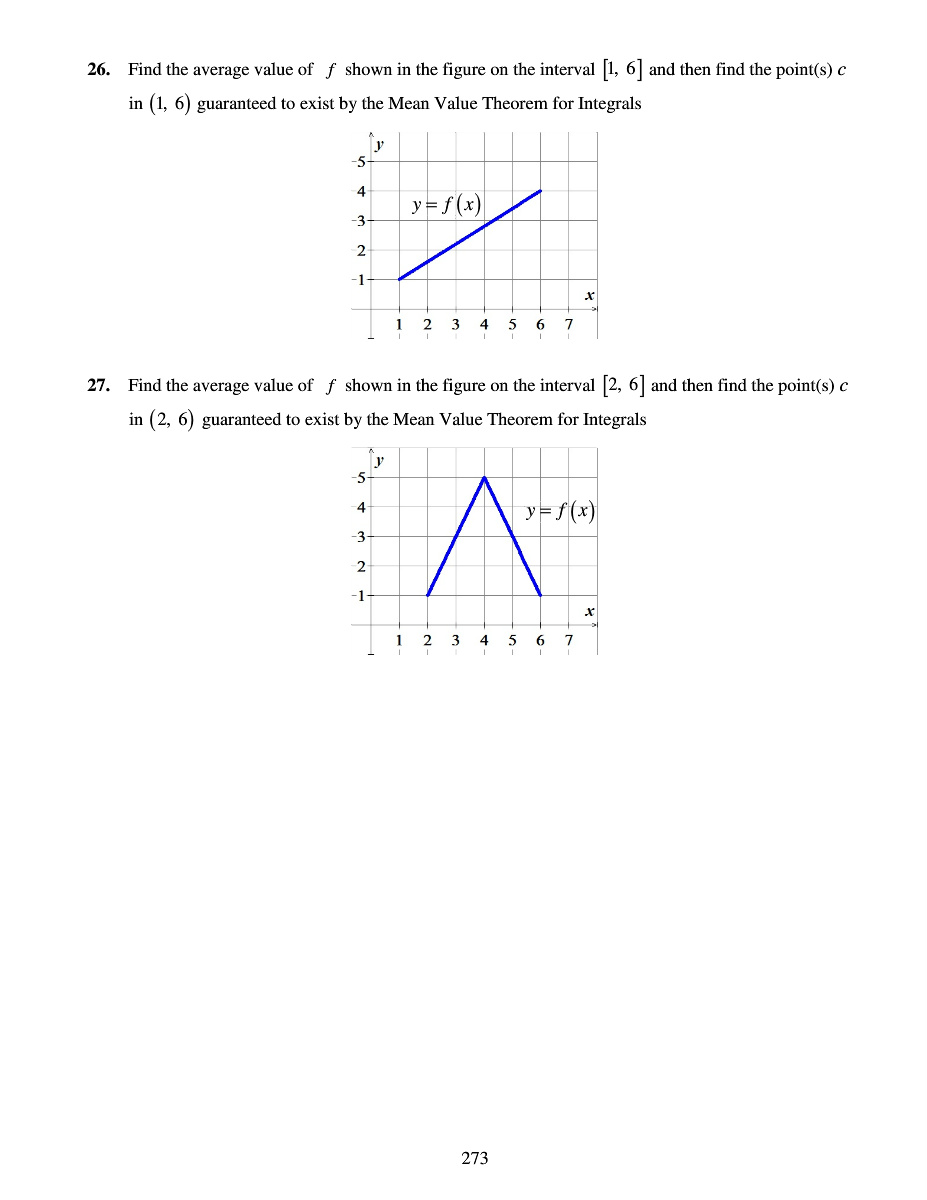 26. Find the average value of f shown in the figure on the interval [1, 6] and then find the point(s) c
in (1, 6) guaranteed to exist by the Mean Value Theorem for Integrals
y
5
4
y = f(x)
3
2
1
x
1 2 3 4 5 6 7
27. Find the average value of f shown in the figure on the interval [2, 6] and then find the point(s) c
in (2, 6) guaranteed to exist by the Mean Value Theorem for Integrals
y
5
4
y = f(x)
3
2
1
x
1 2 3 4 5 6 7
273